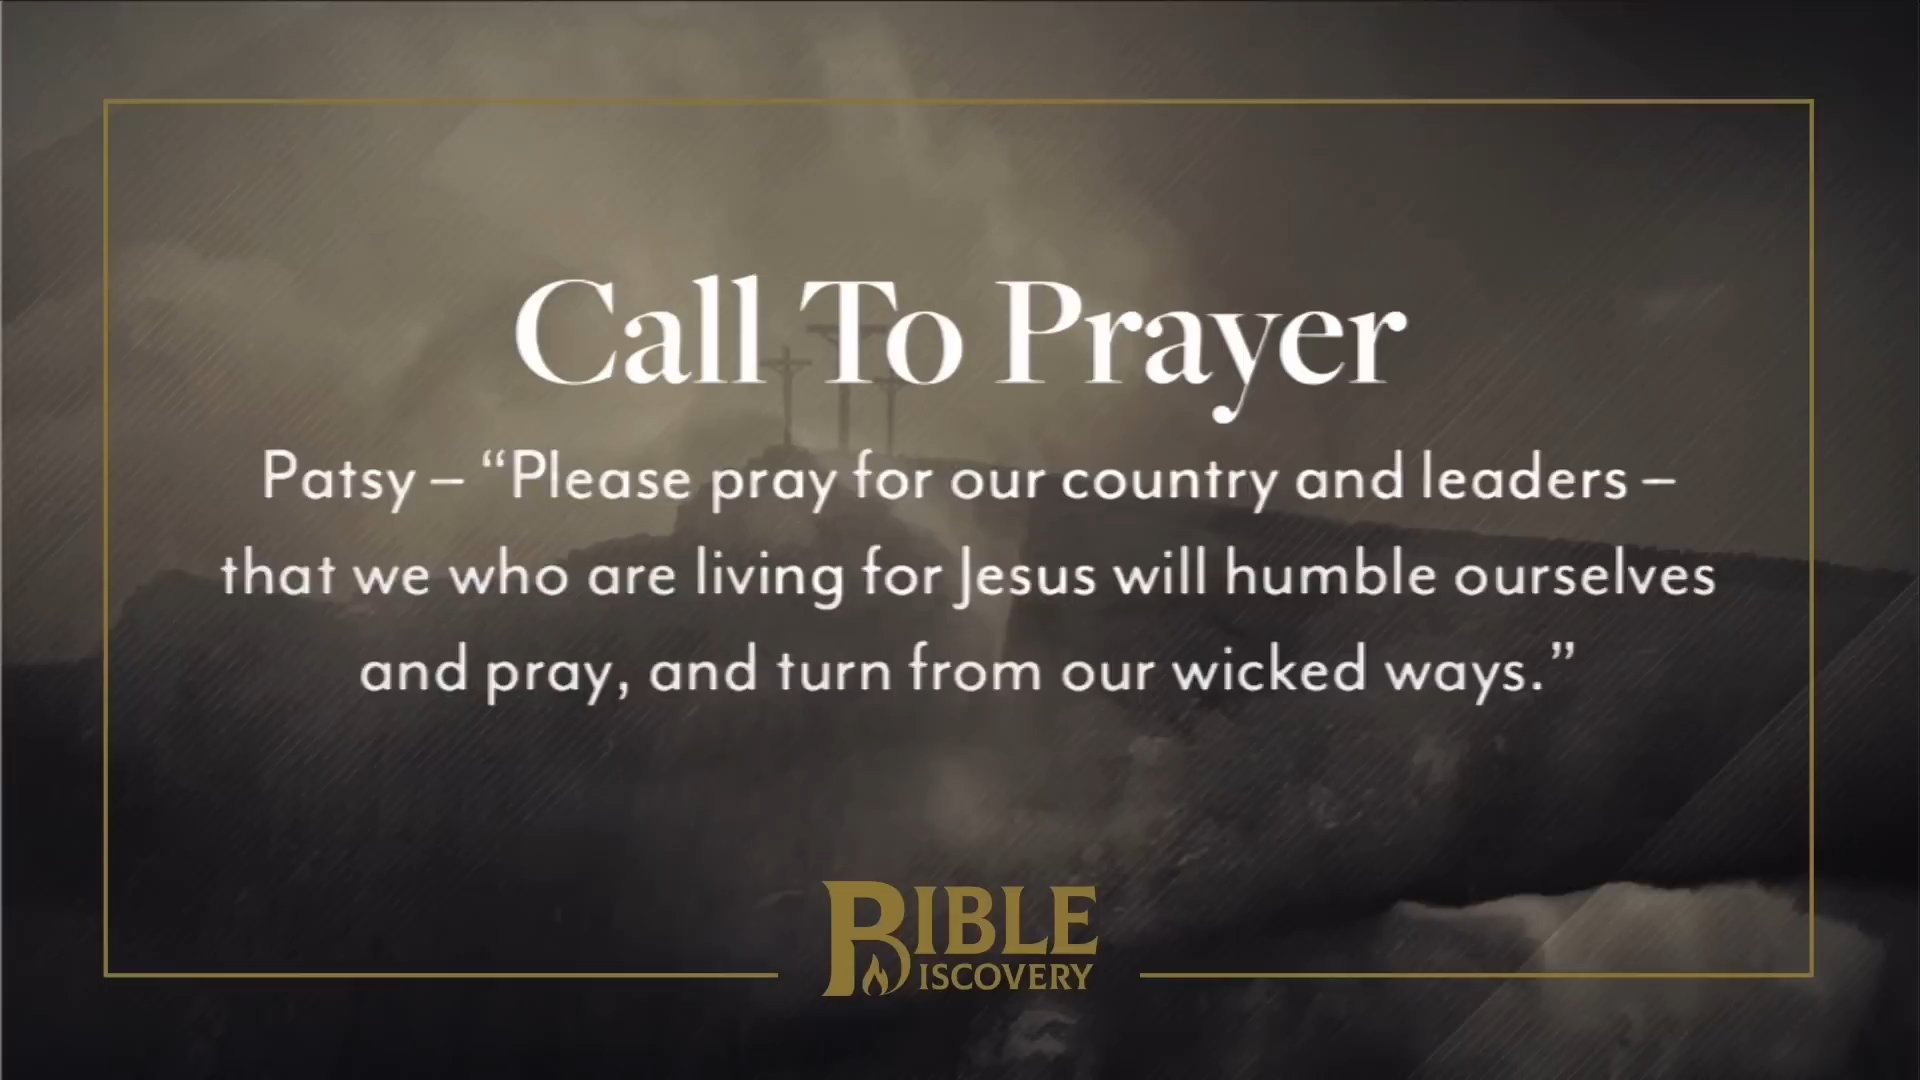 Call To Prayer
Patsy – “Please pray for our country and leaders –
that we who are living for Jesus will humble ourselves
and pray, and turn from our wicked ways.”
BIBLE
DISCOVERY